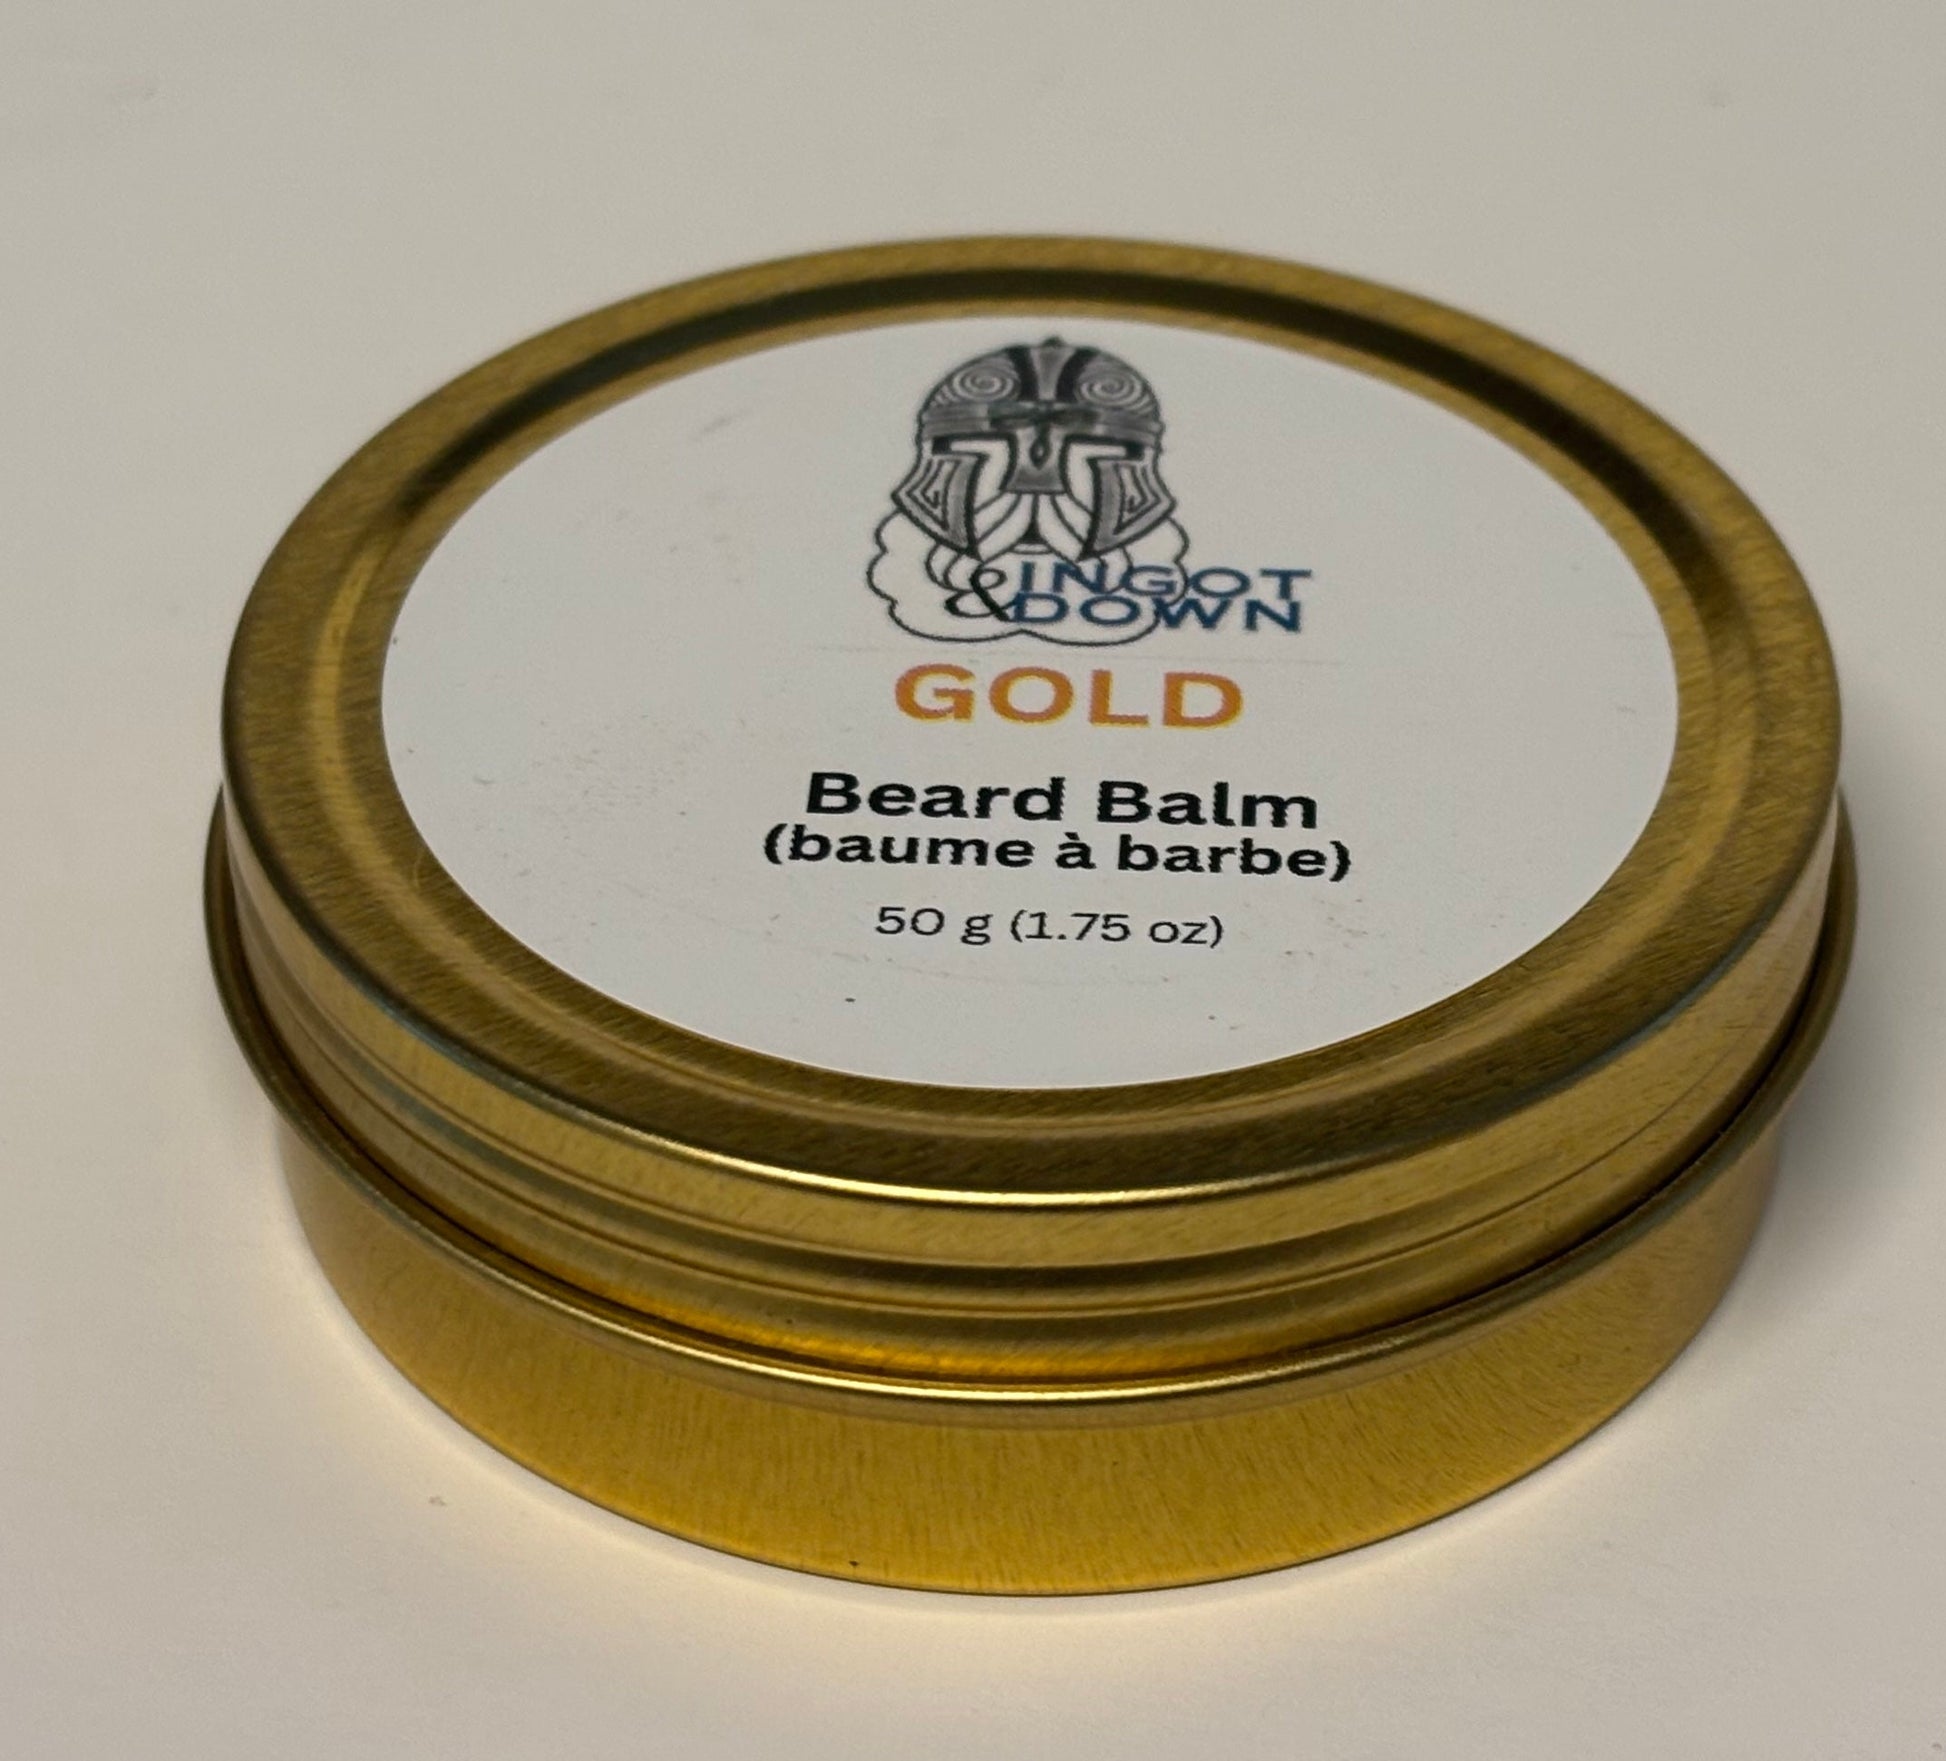 & INGOT
DOWN
GOLD
Beard Balm
(baume à barbe)
50 g (1.75 oz)